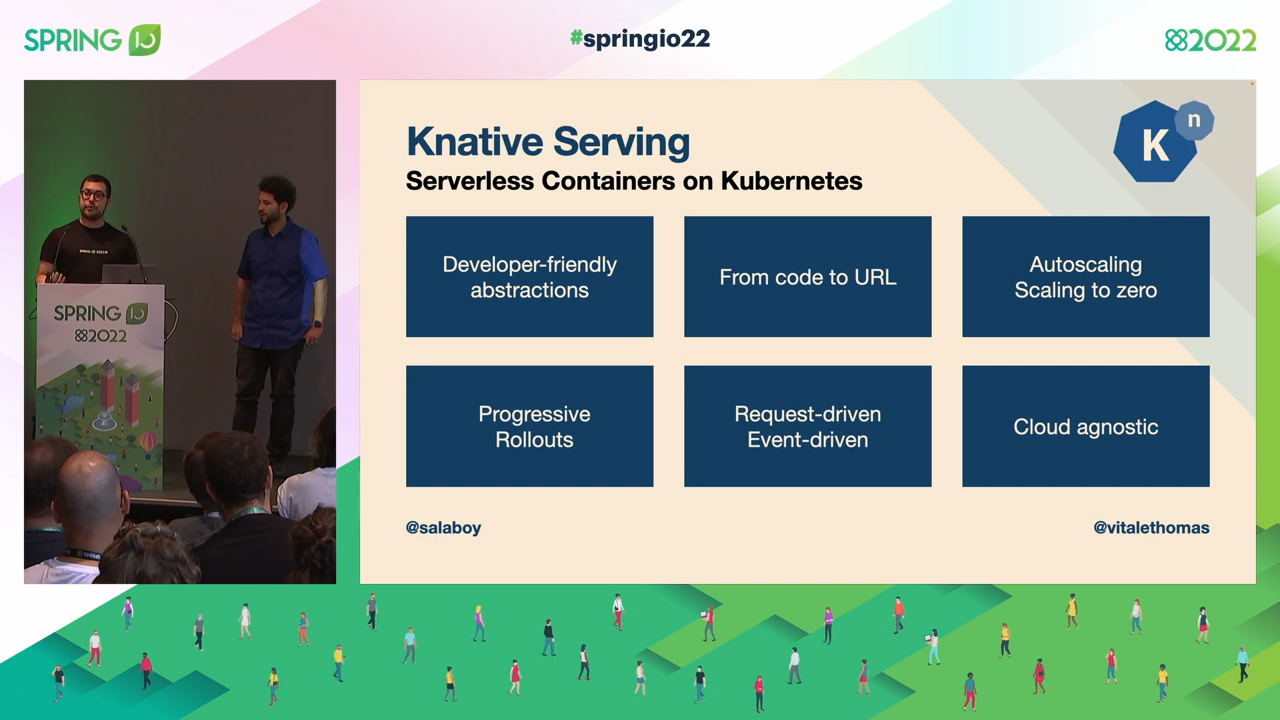 SPRING IO
#springio22
2022
Knative Serving
Serverless Containers on Kubernetes
K n
Developer-friendly
abstractions
From code to URL
Autoscaling
Scaling to zero
Progressive
Rollouts
Request-driven
Event-driven
Cloud agnostic
@salaboy
@vitalethomas
SPRING IO
2022